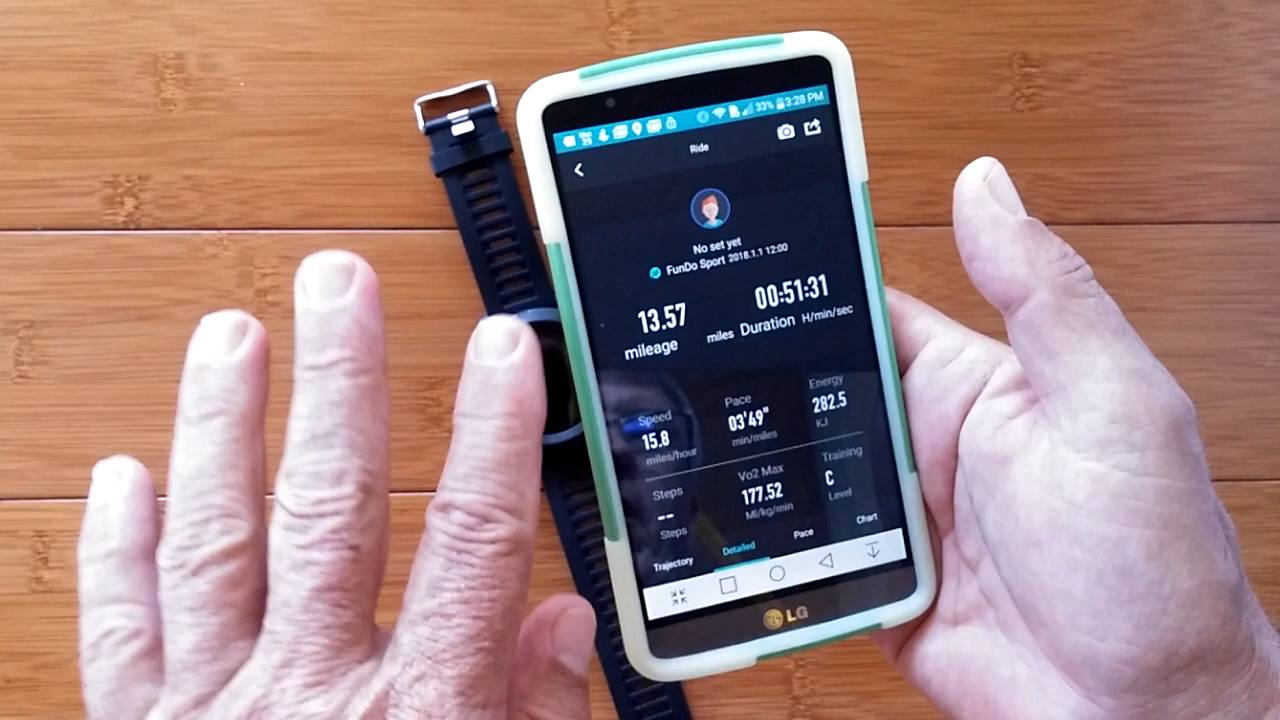 Wed 29 33% 3:28 PM
Ride
No set yet
FunDo Sport 2018.1.1 12:00
13.57 00:51:31
mileage miles Duration H/min/sec
Speed Pace Energy
15.8 03'49" 282.5
miles/hour min/miles KJ
Steps Vo2 Max Training
-- 177.52 C
Steps Ml/kg/min Level
Trajectory Detailed Pace Chart
LG